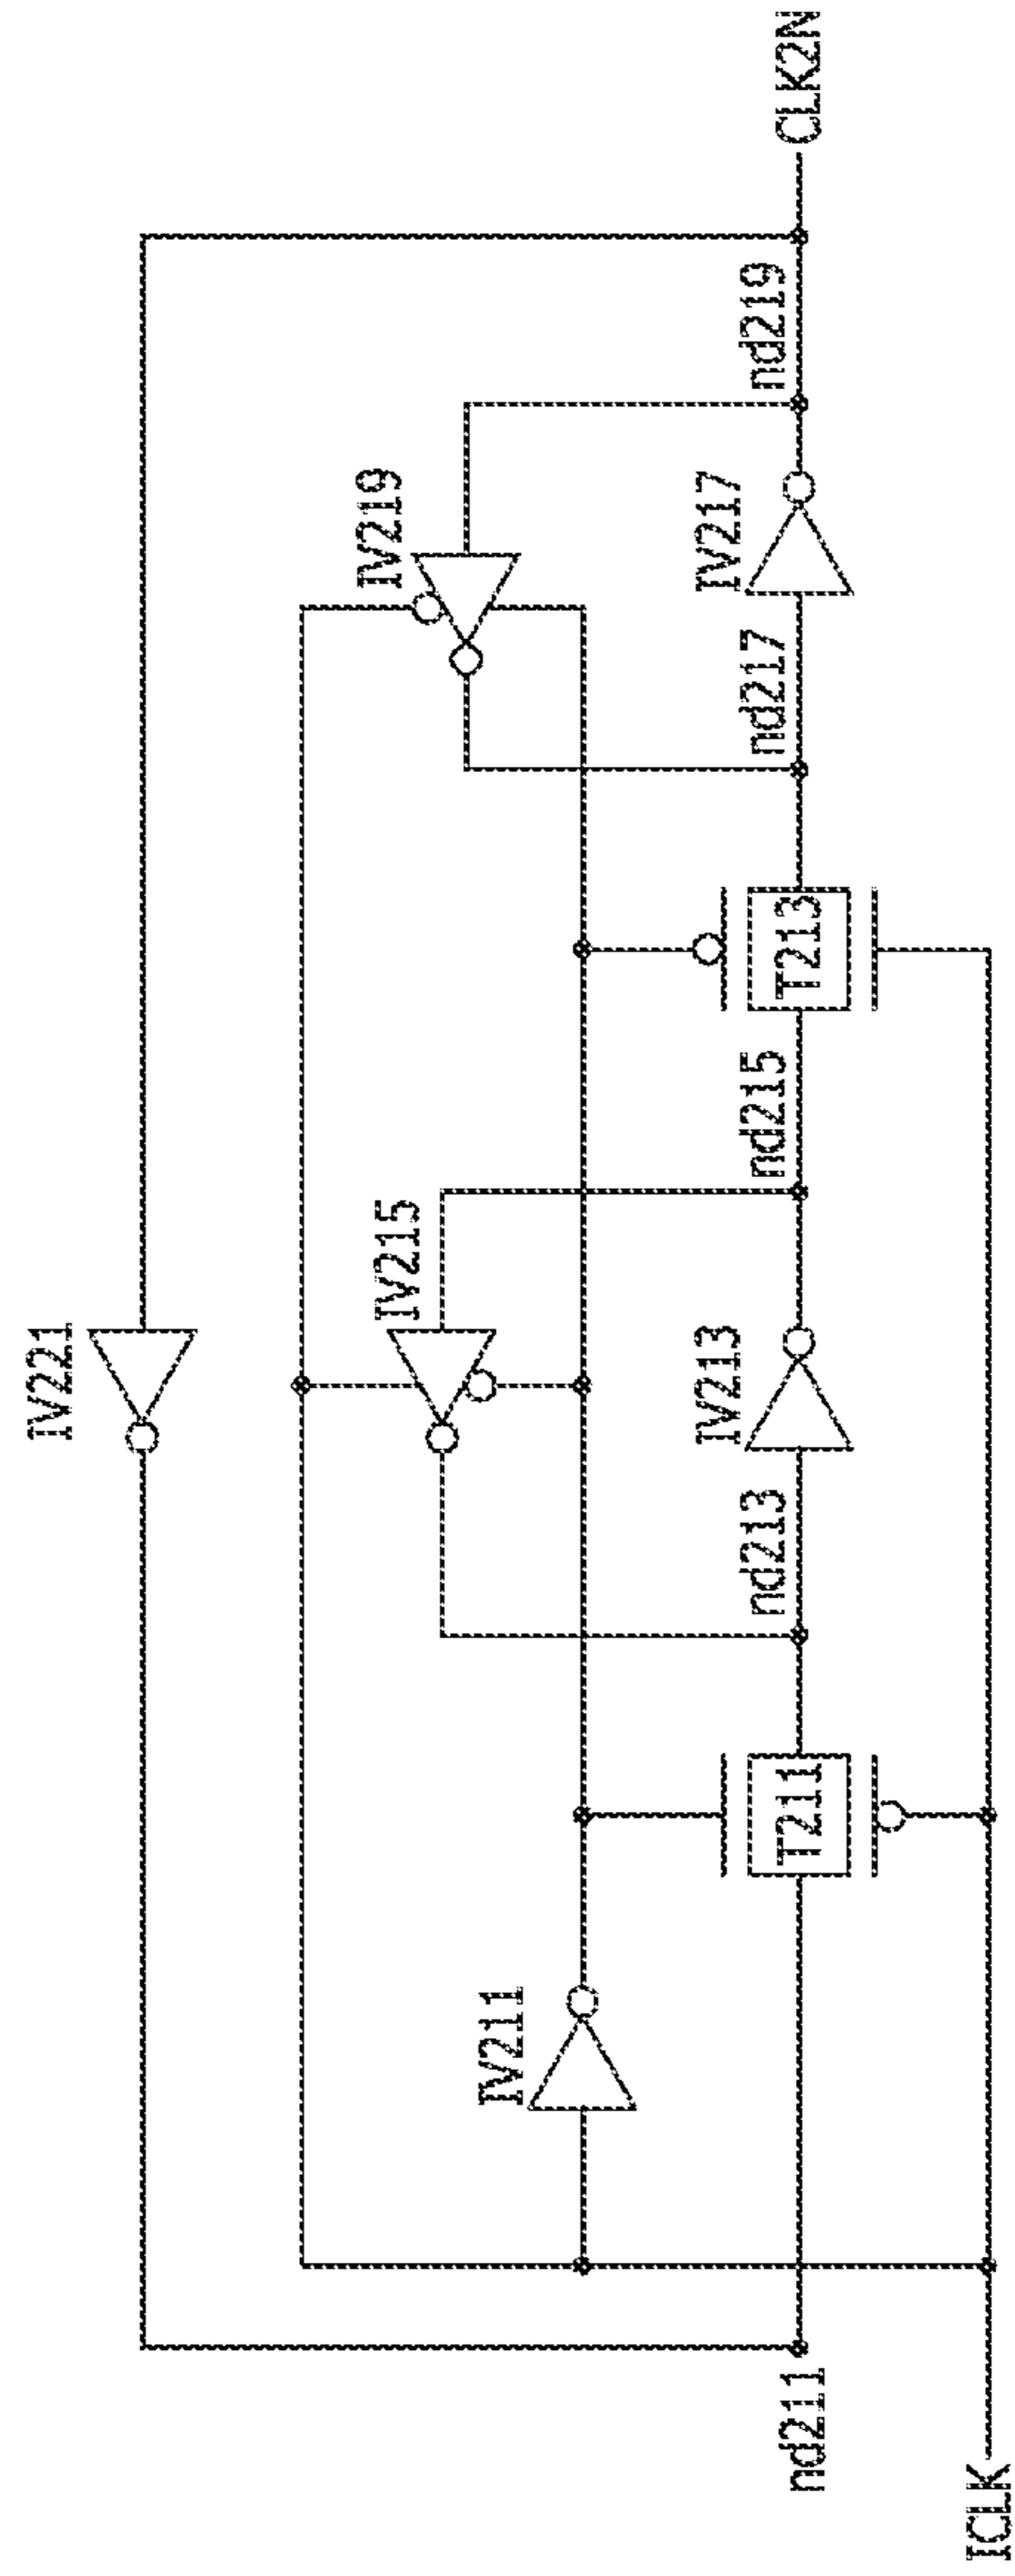 IV221
IV215
IV219
IV211
nd211
T211
nd213
IV213
nd215
T213
nd217
IV217
nd219
CLK2N
ICLK